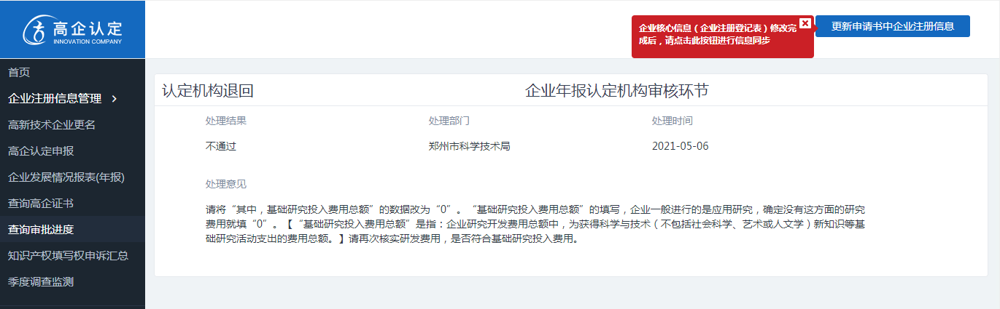 高企认定
INNOVATION COMPANY
企业核心信息（企业注册登记表）修改完
成后，请点击此按钮进行信息同步
更新申请书中企业注册信息
首页
企业注册信息管理
高新技术企业更名
高企认定申报
企业发展情况报表(年报)
查询高企证书
查询审批进度
知识产权填写权申诉汇总
季度调查监测
认定机构退回 企业年报认定机构审核环节
处理结果 处理部门 处理时间
不通过 郑州市科学技术局 2021-05-06
处理意见
请将“其中，基础研究投入费用总额”的数据改为“0”。“基础研究投入费用总额”的填写，企业一般进行的是应用研究，确定没有这方面的研究
费用就填“0”。【 “基础研究投入费用总额”是指：企业研究开发费用总额中，为获得科学与技术（不包括社会科学、艺术或人文学）新知识等基
础研究活动支出的费用总额。】请再次核实研发费用，是否符合基础研究投入费用。